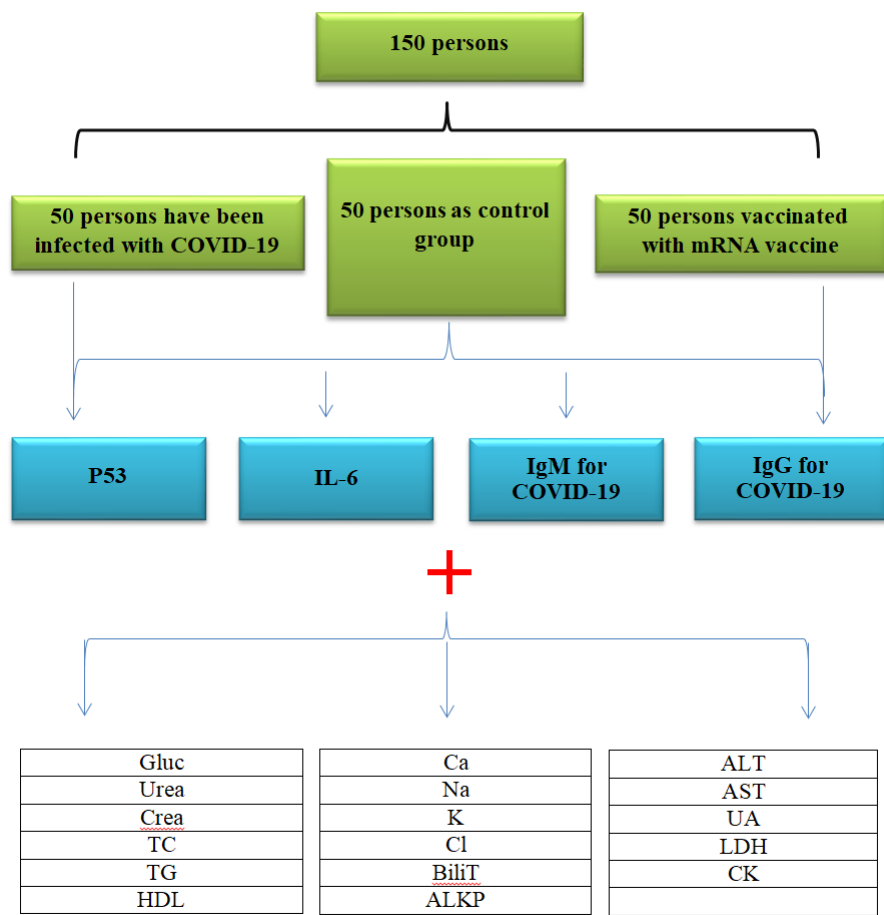 150 persons
50 persons have been
infected with COVID-19
50 persons as control
group
50 persons vaccinated
with mRNA vaccine
P53
IL-6
IgM for
COVID-19
IgG for
COVID-19
+
Gluc
Urea
Crea
TC
TG
HDL
Ca
Na
K
Cl
BiliT
ALKP
ALT
AST
UA
LDH
CK